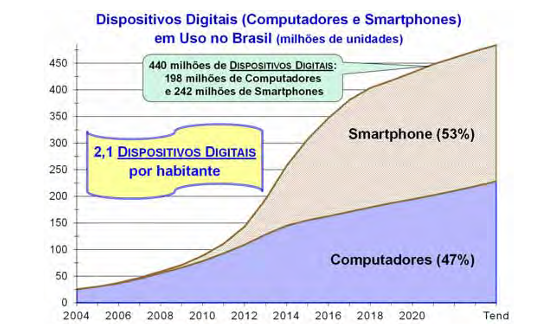 Dispositivos Digitais (Computadores e Smartphones)
em Uso no Brasil (milhões de unidades)
440 milhões de DISPOSITIVOS DIGITAIS:
198 milhões de Computadores
e 242 milhões de Smartphones
2,1 DISPOSITIVOS DIGITAIS
por habitante
Smartphone (53%)
Computadores (47%)
450
400
350
300
250
200
150
100
50
0
2004 2006 2008 2010 2012 2014 2016 2018 2020 Tend